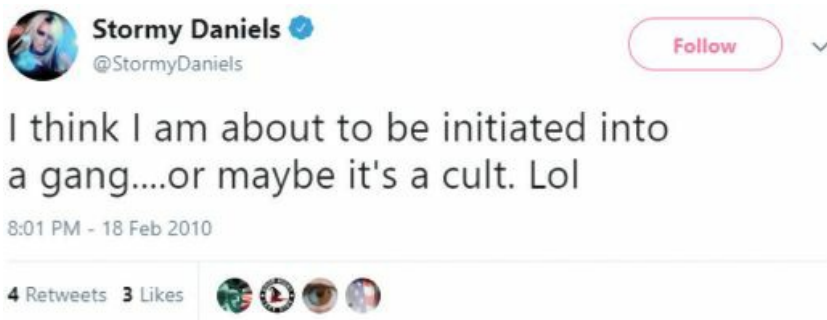 Stormy Daniels
@StormyDaniels
Follow
I think I am about to be initiated into
a gang....or maybe it's a cult. Lol
8:01 PM - 18 Feb 2010
4 Retweets 3 Likes